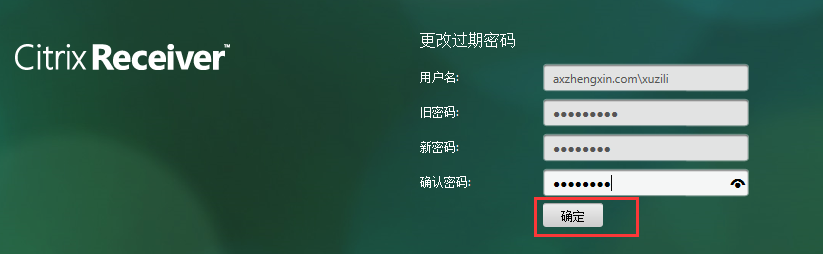 Citrix Receiver™
更改过期密码
用户名: axzhengxin.com\xuzili
旧密码: ●●●●●●●●●
新密码: ●●●●●●●●
确认密码: ●●●●●●●●
确定